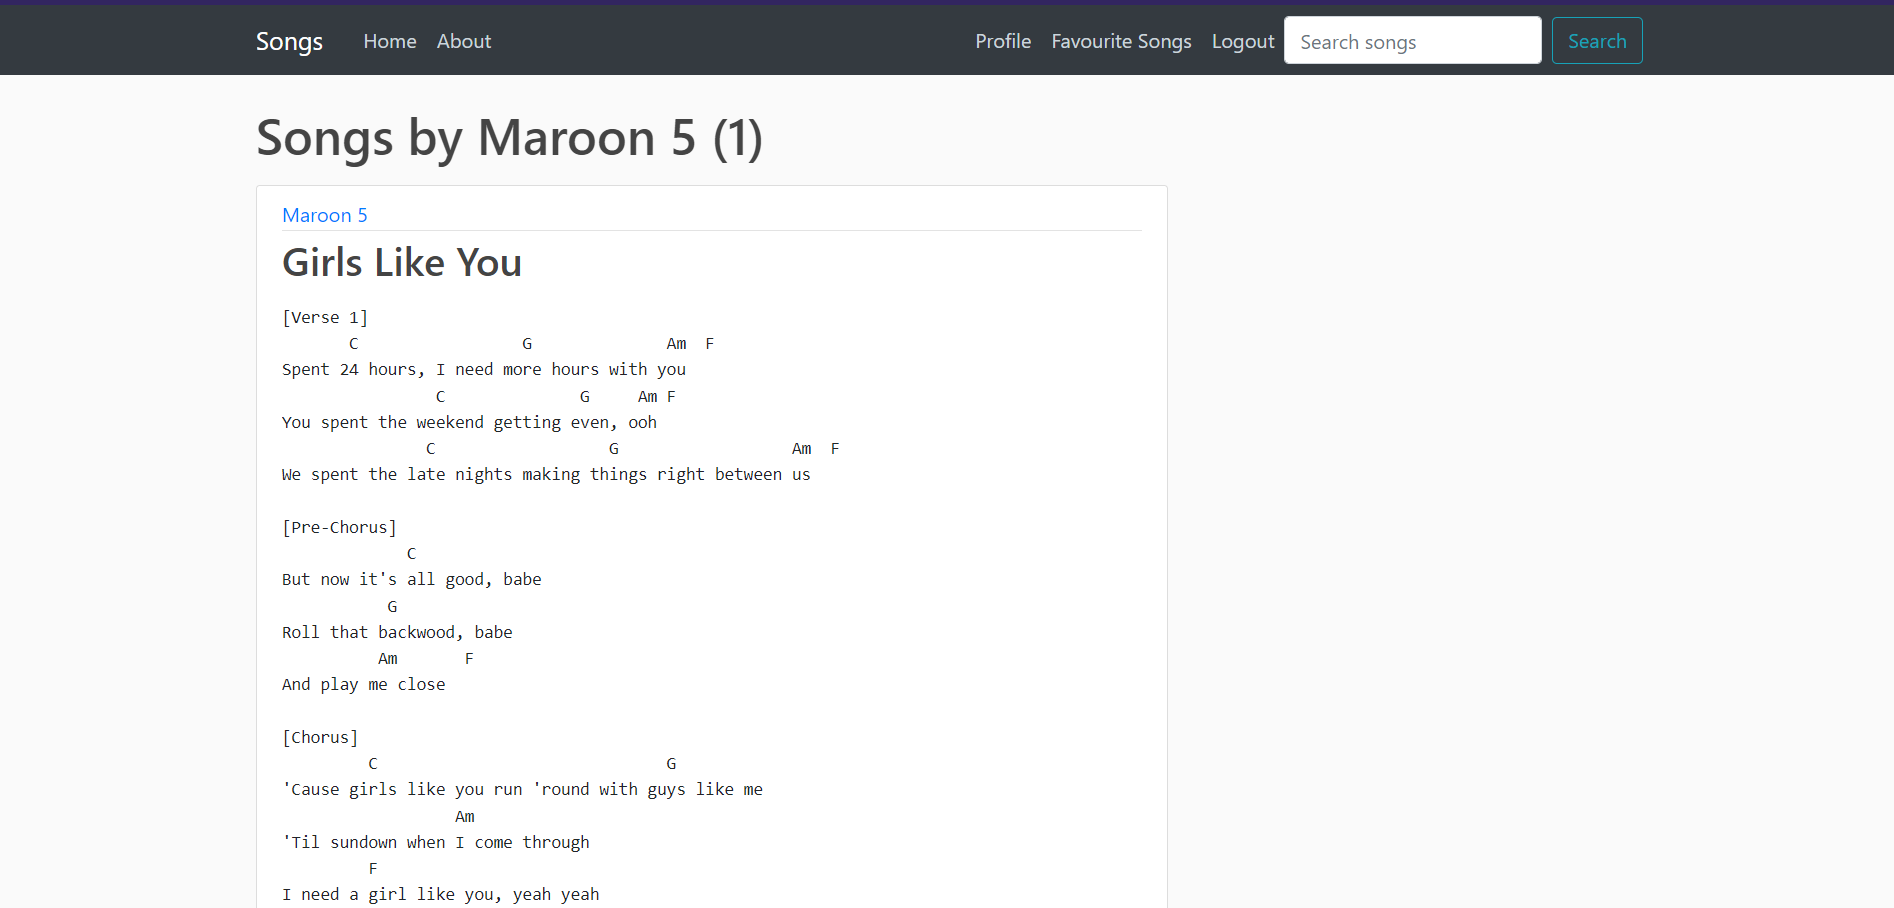 Songs Home About Profile Favourite Songs Logout Search songs Search
Songs by Maroon 5 (1)
Maroon 5
Girls Like You
[Verse 1]
C G Am F
Spent 24 hours, I need more hours with you
C G Am F
You spent the weekend getting even, ooh
C G Am F
We spent the late nights making things right between us
[Pre-Chorus]
C
But now it's all good, babe
G
Roll that backwood, babe
Am F
And play me close
[Chorus]
C G
'Cause girls like you run 'round with guys like me
Am
'Til sundown when I come through
F
I need a girl like you, yeah yeah